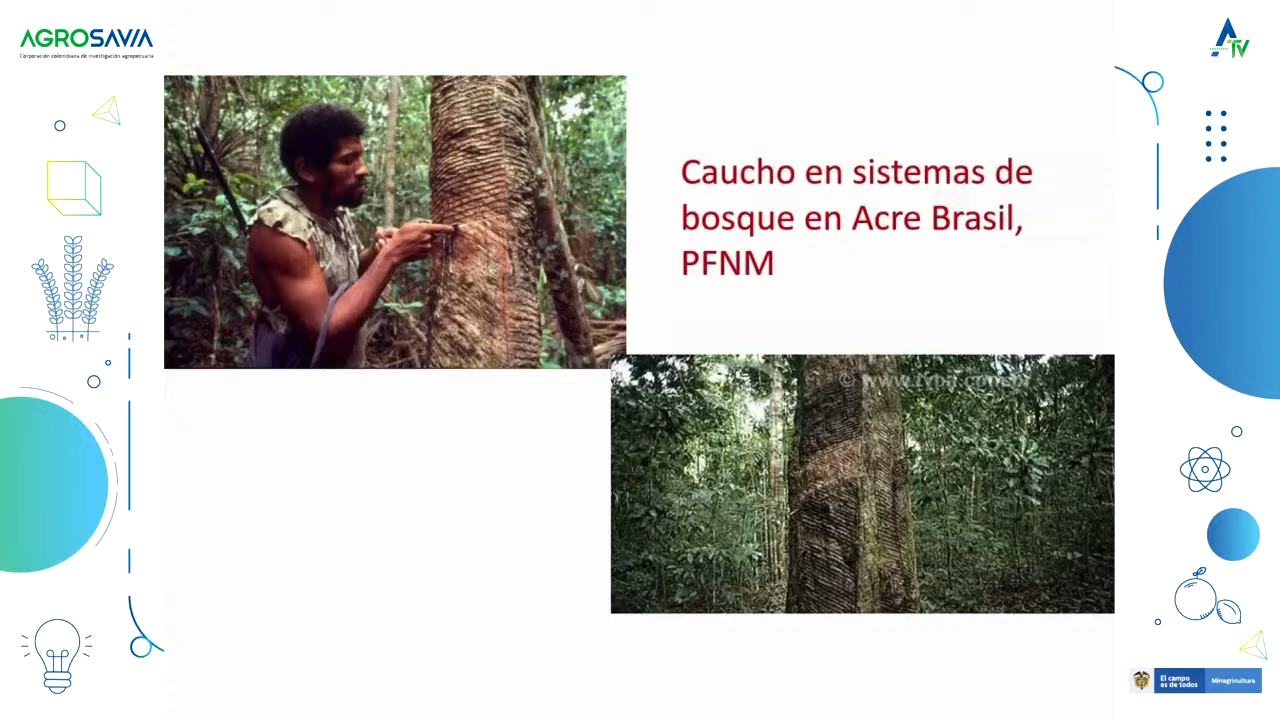 AGROSAVIA
Corporación colombiana de investigación agropecuaria
TV
Caucho en sistemas de
bosque en Acre Brasil,
PFNM
El campo
es de todos
Minagricultura